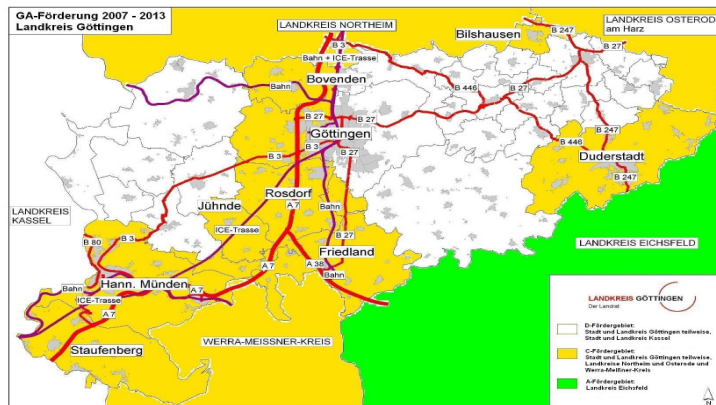 GA-Förderung 2007 - 2013
Landkreis Göttingen
LANDKREIS NORTHEIM
LANDKREIS OSTERODE
am Harz
Bilshausen
B 247
B 27
B 3
Bahn + ICE-Trasse
Bovenden
Bahn
B 446
B 27
B 27
B 27
Göttingen
B 3
B 3
B 27
B 446
B 247
Duderstadt
B 247
Rosdorf
A 7
Jühnde
Bahn
LANDKREIS
KASSEL
ICE-Trasse
B 80
B 3
B 27
Friedland
LANDKREIS EICHSFELD
A 7
A 38
Bahn
Hann. Münden
Bahn
ICE-Trasse
A 7
A 7
Staufenberg
WERRA-MEISSNER-KREIS
LANDKREIS GÖTTINGEN
Der Landrat
D-Fördergebiet:
Stadt und Landkreis Göttingen teilweise,
Stadt und Landkreis Kassel
C-Fördergebiet:
Stadt und Landkreis Göttingen teilweise,
Landkreise Northeim und Osterode und
Werra-Meißner-Kreis
A-Fördergebiet:
Landkreis Eichsfeld
N